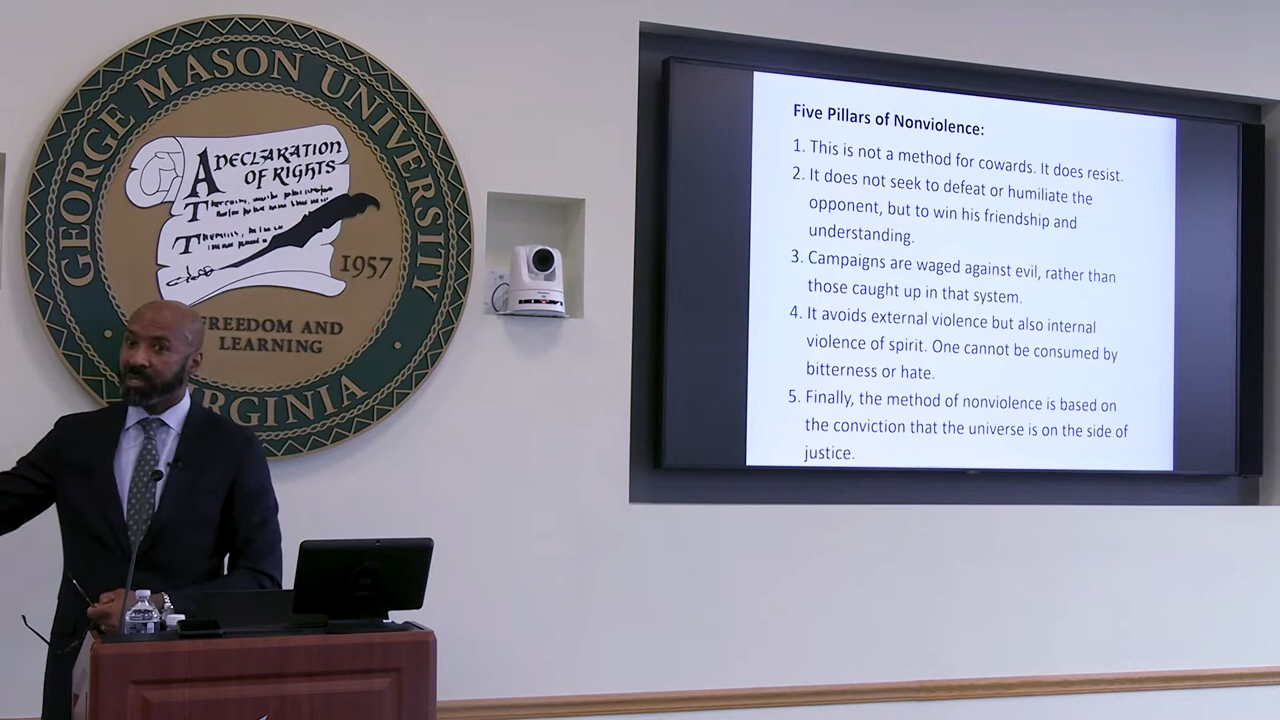 GEORGE MASON UNIVERSITY
A DECLARATION
OF RIGHTS
1957
FREEDOM AND
LEARNING
VIRGINIA
Five Pillars of Nonviolence:
1. This is not a method for cowards. It does resist.
2. It does not seek to defeat or humiliate the
opponent, but to win his friendship and
understanding.
3. Campaigns are waged against evil, rather than
those caught up in that system.
4. It avoids external violence but also internal
violence of spirit. One cannot be consumed by
bitterness or hate.
5. Finally, the method of nonviolence is based on
the conviction that the universe is on the side of
justice.